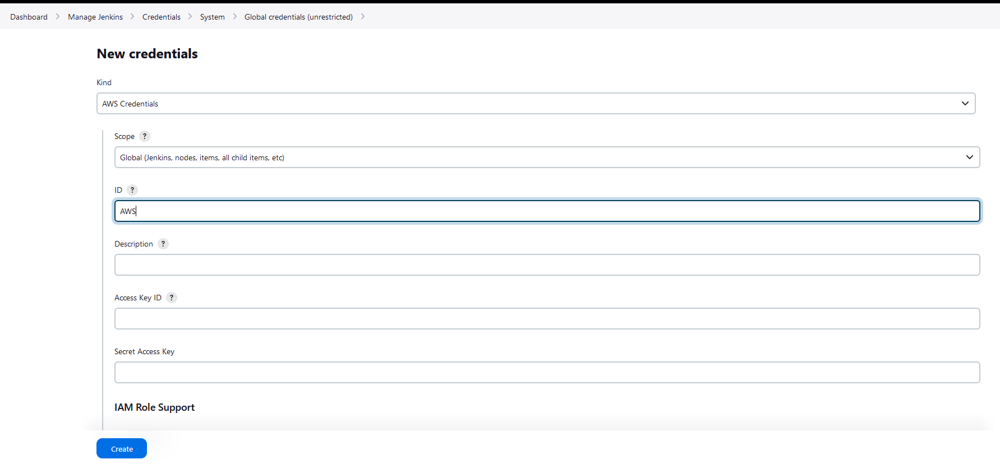 Dashboard > Manage Jenkins > Credentials > System > Global credentials (unrestricted) >
New credentials
Kind
AWS Credentials
Scope ?
Global (Jenkins, nodes, items, all child items, etc)
ID ?
AWS
Description ?
Access Key ID ?
Secret Access Key
IAM Role Support
Create